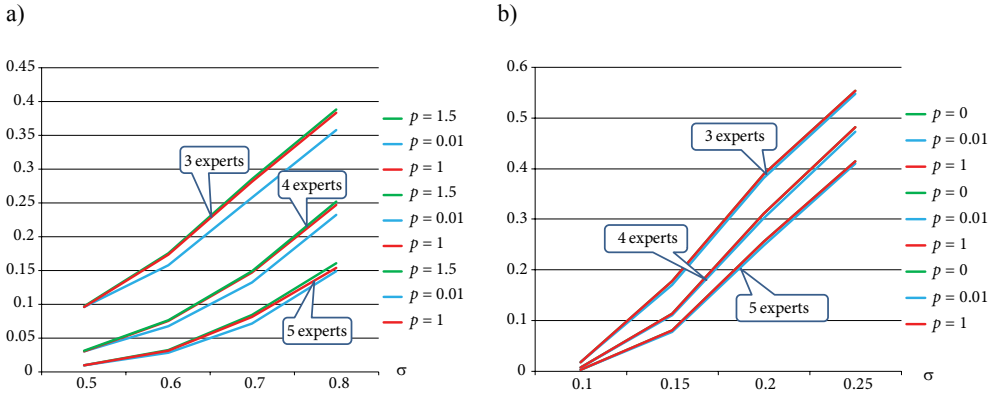 a)
0.45
0.4
0.35
0.3
0.25
0.2
0.15
0.1
0.05
0
0.5
0.6
0.7
0.8
σ
3 experts
4 experts
5 experts
p = 1.5
p = 0.01
p = 1
p = 1.5
p = 0.01
p = 1
p = 1.5
p = 0.01
p = 1
b)
0.6
0.5
0.4
0.3
0.2
0.1
0
0.1
0.15
0.2
0.25
σ
3 experts
4 experts
5 experts
p = 0
p = 0.01
p = 1
p = 0
p = 0.01
p = 1
p = 0
p = 0.01
p = 1